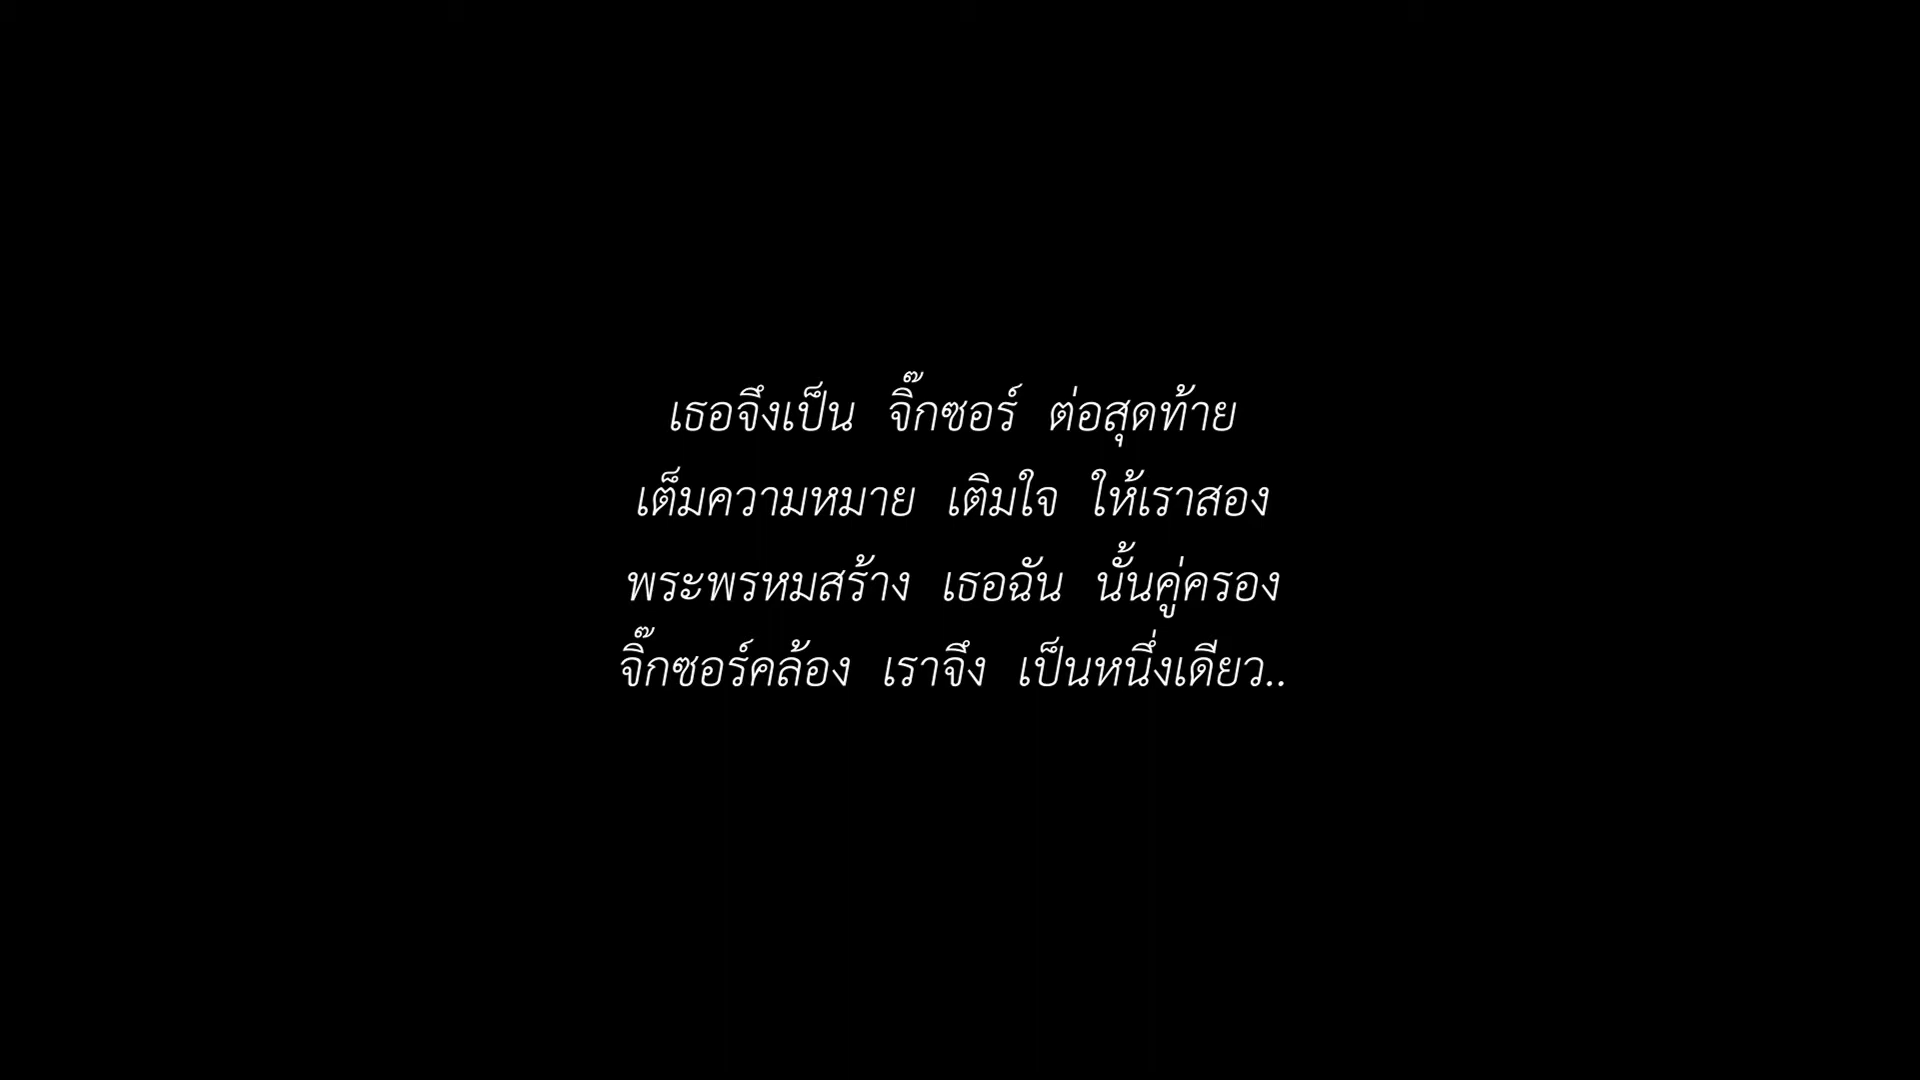 เธอจึงเป็น จิ๊กซอร์ ต่อสุดท้าย
เต็มความหมาย เติมใจ ให้เราสอง
พระพรหมสร้าง เธอฉัน นั้นคู่ครอง
จิ๊กซอร์คล้อง เราจึง เป็นหนึ่งเดียว..